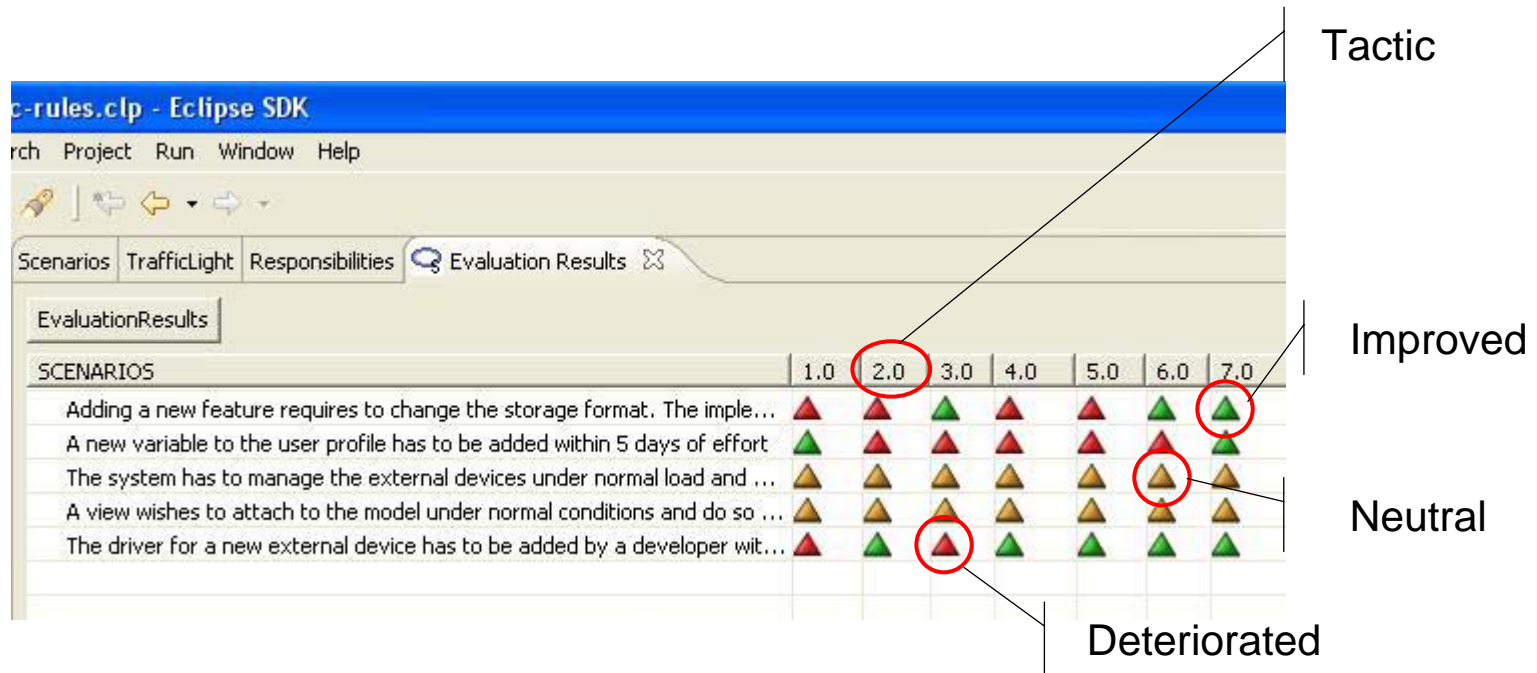 Tactic
c-rules.clp - Eclipse SDK
rch Project Run Window Help
Scenarios TrafficLight Responsibilities Evaluation Results
EvaluationResults
Improved
SCENARIOS 1.0 2.0 3.0 4.0 5.0 6.0 7.0
Adding a new feature requires to change the storage format. The imple...
A new variable to the user profile has to be added within 5 days of effort
The system has to manage the external devices under normal load and ...
A view wishes to attach to the model under normal conditions and do so ...
Neutral
The driver for a new external device has to be added by a developer wit...
Deteriorated